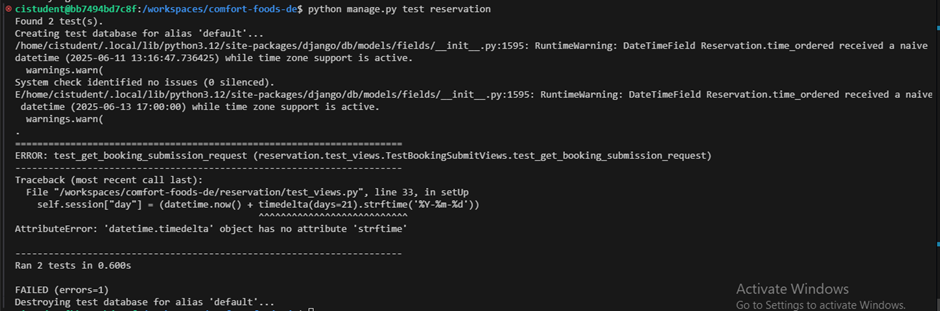 cistudent@bb7494bd7c8f:/workspaces/comfort-foods-de$ python manage.py test reservation
Found 2 test(s).
Creating test database for alias 'default'...
/home/cistudent/.local/lib/python3.12/site-packages/django/db/models/fields/__init__.py:1595: RuntimeWarning: DateTimeField Reservation.time_ordered received a naive
datetime (2025-06-11 13:16:47.736425) while time zone support is active.
  warnings.warn(
System check identified no issues (0 silenced).
E/home/cistudent/.local/lib/python3.12/site-packages/django/db/models/fields/__init__.py:1595: RuntimeWarning: DateTimeField Reservation.time_ordered received a naive
 datetime (2025-06-13 17:00:00) while time zone support is active.
  warnings.warn(
.
======================================================================
ERROR: test_get_booking_submission_request (reservation.test_views.TestBookingSubmitViews.test_get_booking_submission_request)
----------------------------------------------------------------------
Traceback (most recent call last):
  File "/workspaces/comfort-foods-de/reservation/test_views.py", line 33, in setUp
    self.session["day"] = (datetime.now() + timedelta(days=21).strftime('%Y-%m-%d'))
                                            ^^^^^^^^^^^^^^^^^^^^^^^^^^^
AttributeError: 'datetime.timedelta' object has no attribute 'strftime'
----------------------------------------------------------------------
Ran 2 tests in 0.600s
FAILED (errors=1)
Destroying test database for alias 'default'...
Activate Windows
Go to Settings to activate Windows.